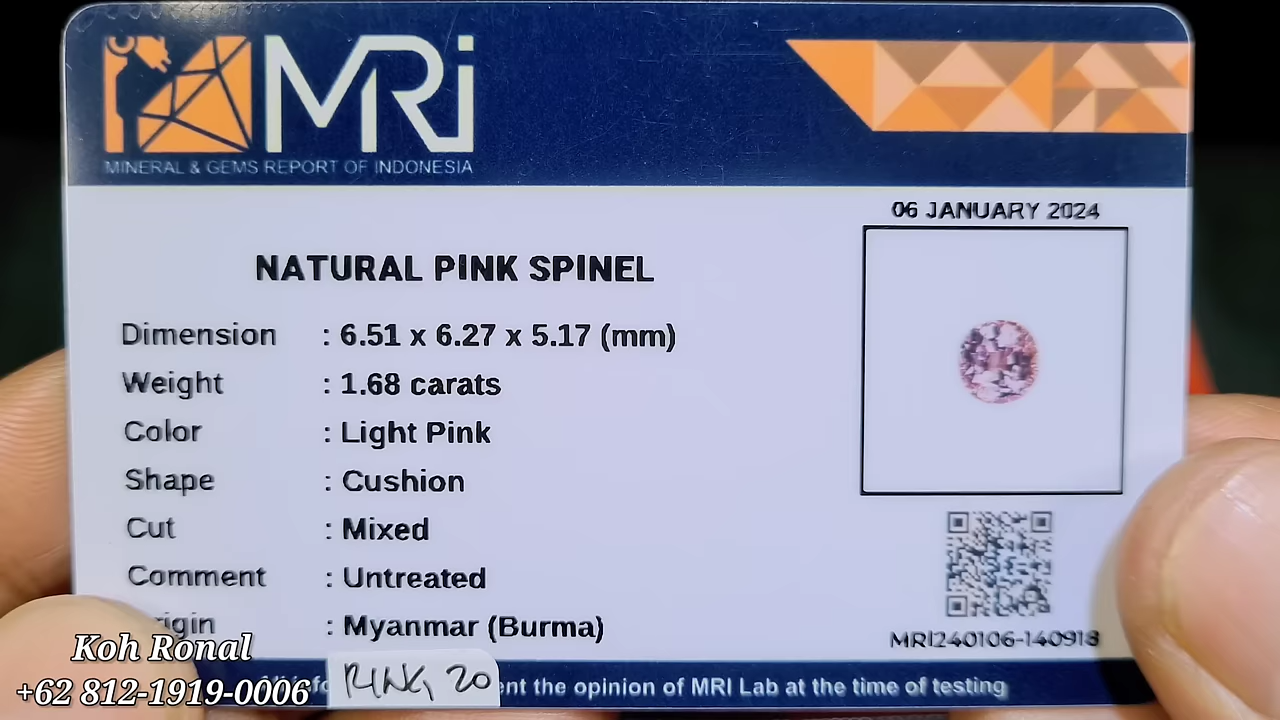 MRi
MINERAL & GEMS REPORT OF INDONESIA
06 JANUARY 2024
NATURAL PINK SPINEL
Dimension : 6.51 x 6.27 x 5.17 (mm)
Weight : 1.68 carats
Color : Light Pink
Shape : Cushion
Cut : Mixed
Comment : Untreated
: Myanmar (Burma)
MRI240106-140918
Koh Ronal
+62 812-1919-0006
RING 20
the opinion of MRI Lab at the time of testing